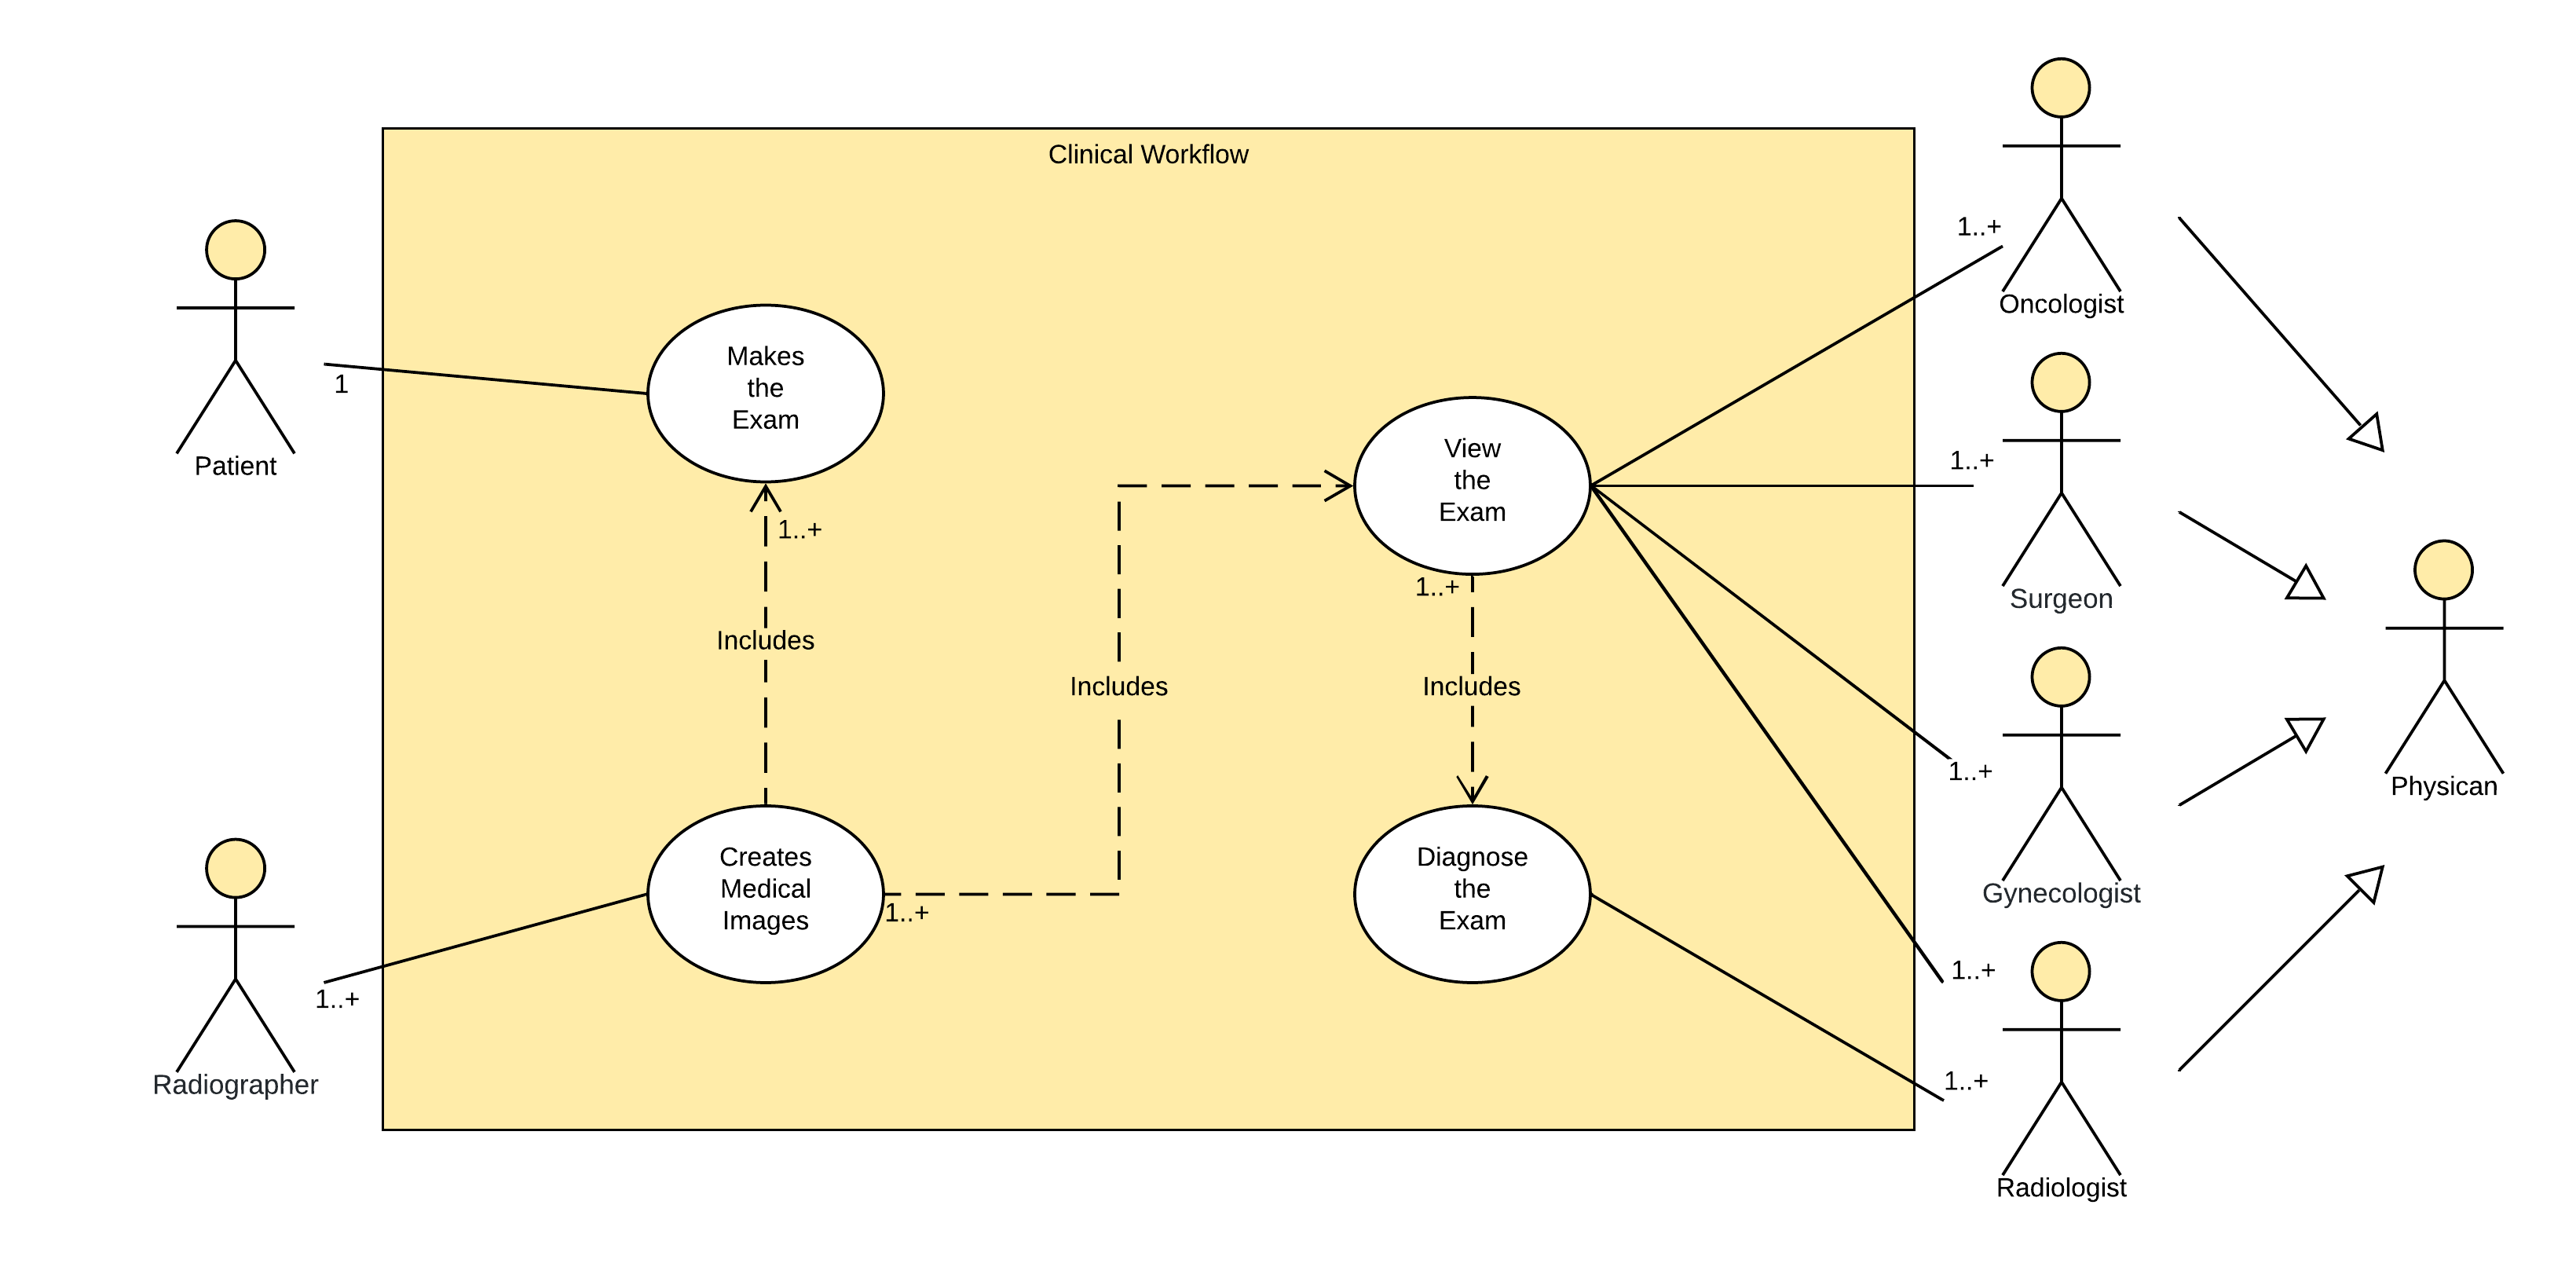 Clinical Workflow
1..+
Oncologist
Makes
the
Exam
1
Patient
View
the
Exam
1..+
Surgeon
1..+
1..+
Includes
Includes
Includes
1..+
Physican
Creates
Medical
Images
1..+
Diagnose
the
Exam
Gynecologist
1..+
1..+
Radiographer
1..+
Radiologist